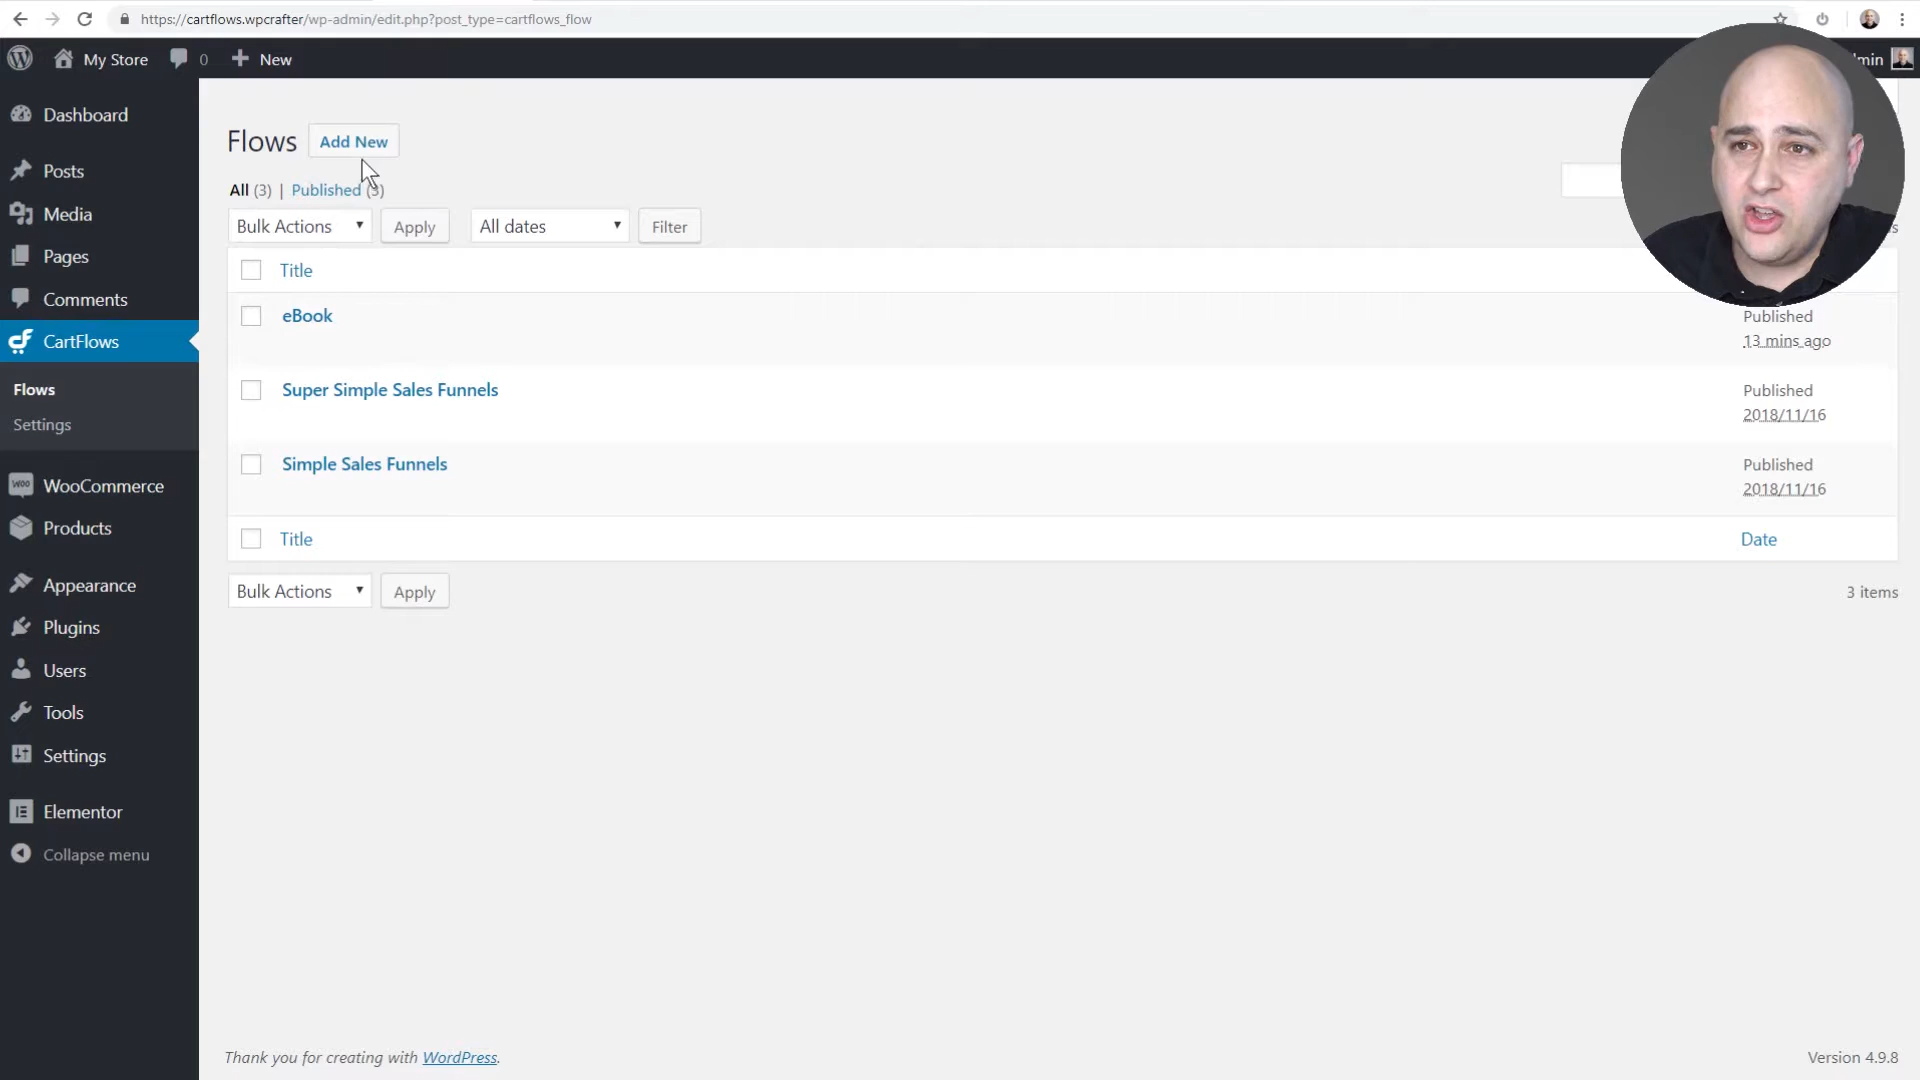 https://cartflows.wpcrafter/wp-admin/edit.php?post_type=cartflows_flow
My Store
0
New
min
Dashboard
Posts
Media
Pages
Comments
CartFlows
Flows
Settings
WooCommerce
Products
Appearance
Plugins
Users
Tools
Settings
Elementor
Collapse menu
Flows
Add New
All (3) | Published (3)
Bulk Actions
Apply
All dates
Filter
Title
eBook
Published
13 mins ago
Super Simple Sales Funnels
Published
2018/11/16
Simple Sales Funnels
Published
2018/11/16
Title
Date
Bulk Actions
Apply
3 items
Thank you for creating with WordPress.
Version 4.9.8